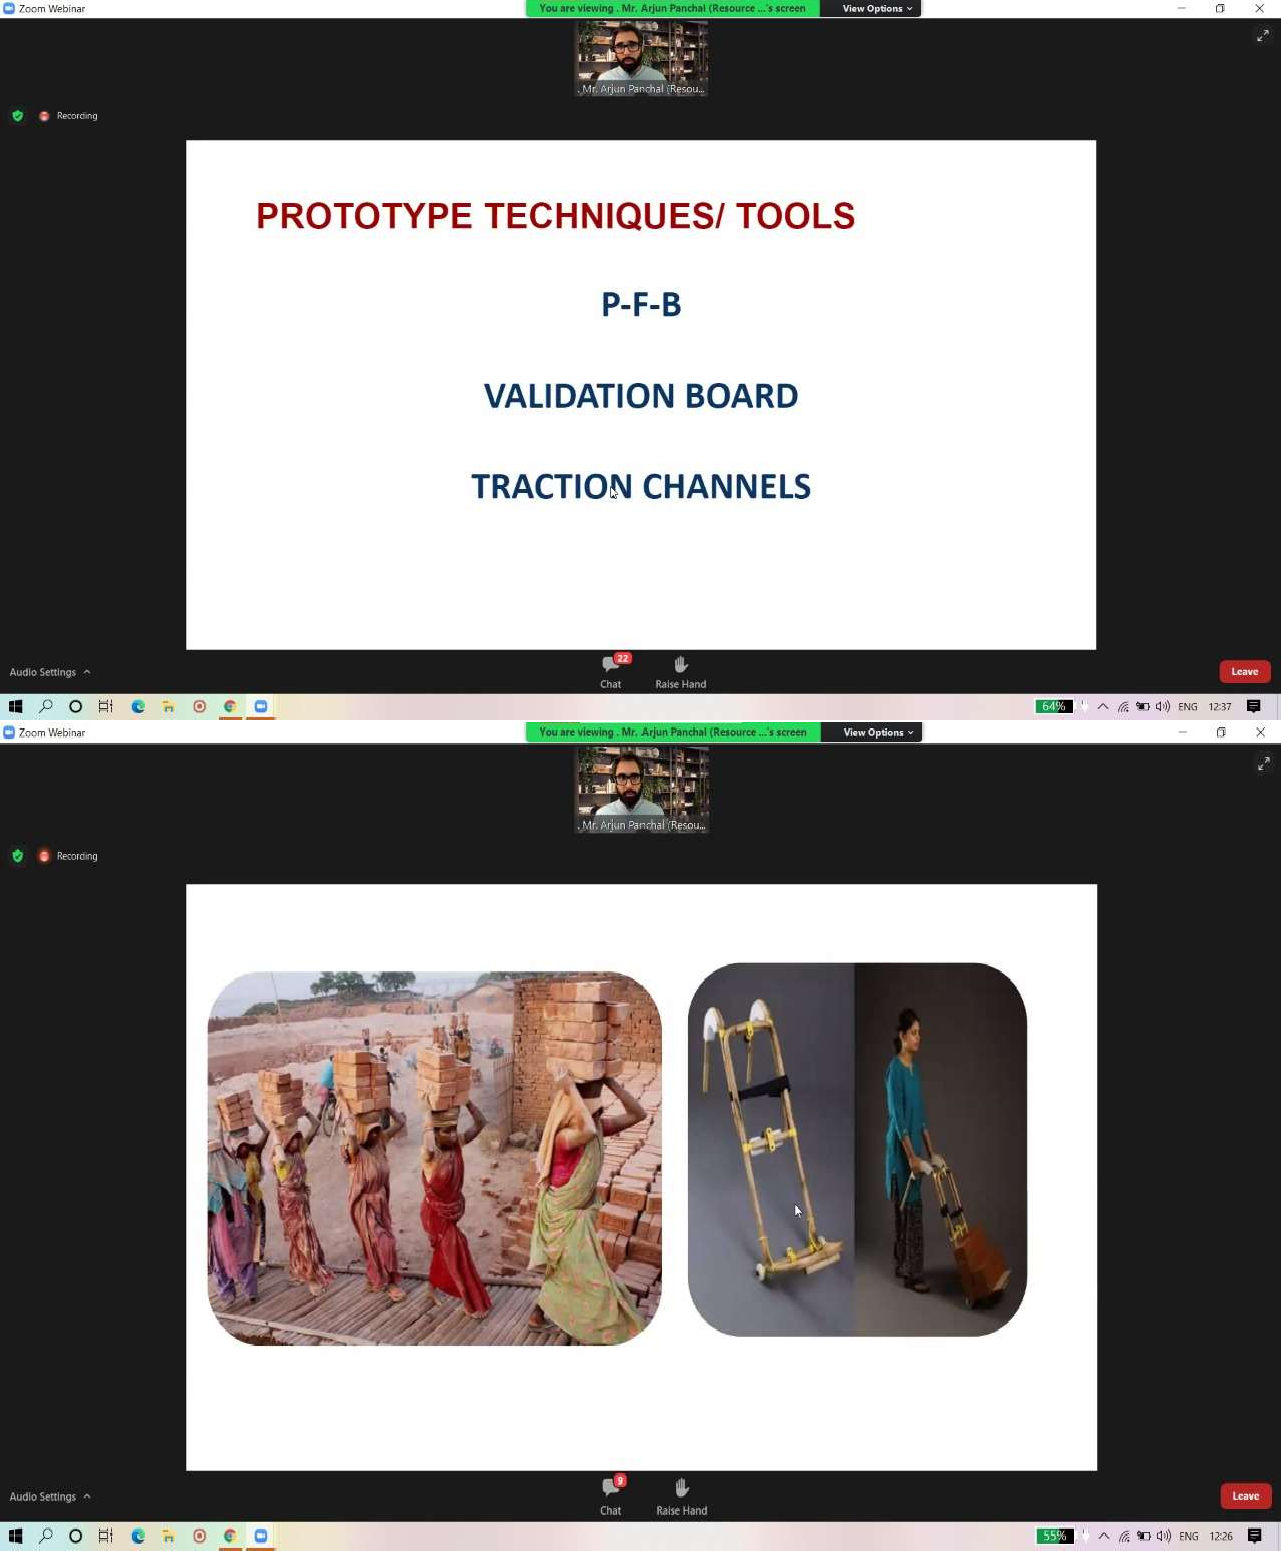 Zoom Webinar
You are viewing . Mr. Arjun Panchal (Resource ...'s screen
View Options
. Mr. Arjun Panchal (Resou...
Recording
PROTOTYPE TECHNIQUES/ TOOLS
P-F-B
VALIDATION BOARD
TRACTION CHANNELS
Audio Settings
22
Chat
Raise Hand
Leave
64%
ENG
12:37
Zoom Webinar
You are viewing . Mr. Arjun Panchal (Resource ...'s screen
View Options
. Mr. Arjun Panchal (Resou...
Recording
Audio Settings
9
Chat
Raise Hand
Leave
55%
ENG
12:26